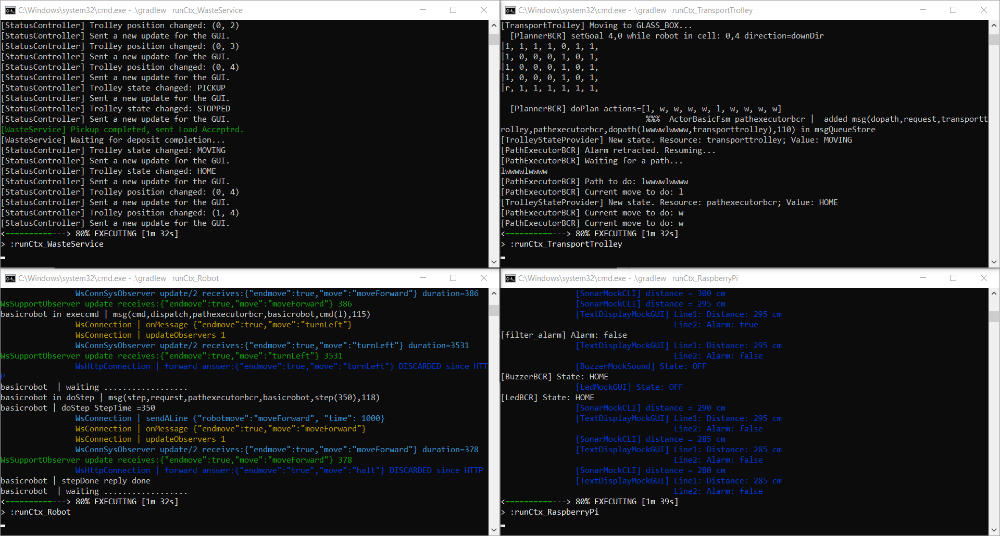 C:\Windows\system32\cmd.exe - .\gradlew  runCtx_WasteService
[StatusController] Trolley position changed: (0, 2)
[StatusController] Sent a new update for the GUI.
[StatusController] Trolley position changed: (0, 3)
[StatusController] Sent a new update for the GUI.
[StatusController] Trolley position changed: (0, 4)
[StatusController] Sent a new update for the GUI.
[StatusController] Trolley state changed: PICKUP
[StatusController] Sent a new update for the GUI.
[StatusController] Trolley state changed: STOPPED
[StatusController] Sent a new update for the GUI.
[WasteService] Pickup completed, sent Load Accepted.
[WasteService] Waiting for deposit completion...
[StatusController] Trolley state changed: MOVING
[StatusController] Sent a new update for the GUI.
[StatusController] Trolley state changed: HOME
[StatusController] Sent a new update for the GUI.
[StatusController] Trolley position changed: (0, 4)
[StatusController] Sent a new update for the GUI.
[StatusController] Trolley position changed: (1, 4)
[StatusController] Sent a new update for the GUI.
<==========---> 80% EXECUTING [1m 32s]
> :runCtx_WasteService
C:\Windows\system32\cmd.exe - .\gradlew  runCtx_TransportTrolley
[TransportTrolley] Moving to GLASS_BOX...
[PlannerBCR] setGoal 4,0 while robot in cell: 0,4 direction=downDir
|1, 1, 1, 1, 0, 1, 1,
|1, 0, 0, 0, 1, 0, 1,
|1, 0, 0, 0, 1, 0, 1,
|1, 0, 0, 0, 1, 0, 1,
|r, 1, 1, 1, 1, 1, 1,
[PlannerBCR] doPlan actions=[l, w, w, w, w, l, w, w, w, w]
%%%  ActorBasicFsm pathexecutorbcr |  added msg(dopath,request,transportt
rolley,pathexecutorbcr,dopath(lwwwwlwwww,transporttrolley),110) in msgQueueStore
[TrolleyStateProvider] New state. Resource: transporttrolley; Value: MOVING
[PathExecutorBCR] Alarm retracted. Resuming...
[PathExecutorBCR] Waiting for a path...
lwwwwlwwww
[PathExecutorBCR] Path to do: lwwwwlwwww
[PathExecutorBCR] Current move to do: l
[TrolleyStateProvider] New state. Resource: pathexecutorbcr; Value: HOME
[PathExecutorBCR] Current move to do: w
[PathExecutorBCR] Current move to do: w
<==========---> 80% EXECUTING [1m 32s]
> :runCtx_TransportTrolley
C:\Windows\system32\cmd.exe - .\gradlew  runCtx_Robot
WsConnSysObserver update/2 receives:{"endmove":true,"move":"moveForward"} duration=386
WsSupportObserver update receives:{"endmove":true,"move":"moveForward"} 386
basicrobot in execcmd | msg(cmd,dispatch,pathexecutorbcr,basicrobot,cmd(l),115)
WsConnection | onMessage {"endmove":true,"move":"turnLeft"}
WsConnection | updateObservers 1
WsConnSysObserver update/2 receives:{"endmove":true,"move":"turnLeft"} duration=3531
WsSupportObserver update receives:{"endmove":true,"move":"turnLeft"} 3531
WsHttpConnection | forward answer:{"endmove":true,"move":"turnLeft"} DISCARDED since HTT
P
basicrobot  | waiting ..................
basicrobot in doStep | msg(step,request,pathexecutorbcr,basicrobot,step(350),118)
basicrobot | doStep StepTime =350
WsConnection | sendALine {"robotmove":"moveForward", "time": 1000}
WsConnection | onMessage {"endmove":true,"move":"moveForward"}
WsConnection | updateObservers 1
WsConnSysObserver update/2 receives:{"endmove":true,"move":"moveForward"} duration=378
WsSupportObserver update receives:{"endmove":true,"move":"moveForward"} 378
WsHttpConnection | forward answer:{"endmove":"true","move":"halt"} DISCARDED since HTTP
basicrobot | stepDone reply done
basicrobot  | waiting ..................
<==========---> 80% EXECUTING [1m 32s]
> :runCtx_Robot
C:\Windows\system32\cmd.exe - .\gradlew  runCtx_RaspberryPi
[SonarMockCLI] distance = 300 cm
[SonarMockCLI] distance = 295 cm
[TextDisplayMockGUI] Line1: Distance: 295 cm
Line2: Alarm: true
[filter_alarm] Alarm: false
[TextDisplayMockGUI] Line1: Distance: 295 cm
Line2: Alarm: false
[BuzzerMockSound] State: OFF
[BuzzerBCR] State: HOME
[LedMockGUI] State: OFF
[LedBCR] State: HOME
[SonarMockCLI] distance = 290 cm
[TextDisplayMockGUI] Line1: Distance: 295 cm
Line2: Alarm: false
[SonarMockCLI] distance = 285 cm
[TextDisplayMockGUI] Line1: Distance: 285 cm
Line2: Alarm: false
[SonarMockCLI] distance = 280 cm
[TextDisplayMockGUI] Line1: Distance: 285 cm
Line2: Alarm: false
<==========---> 80% EXECUTING [1m 39s]
> :runCtx_RaspberryPi